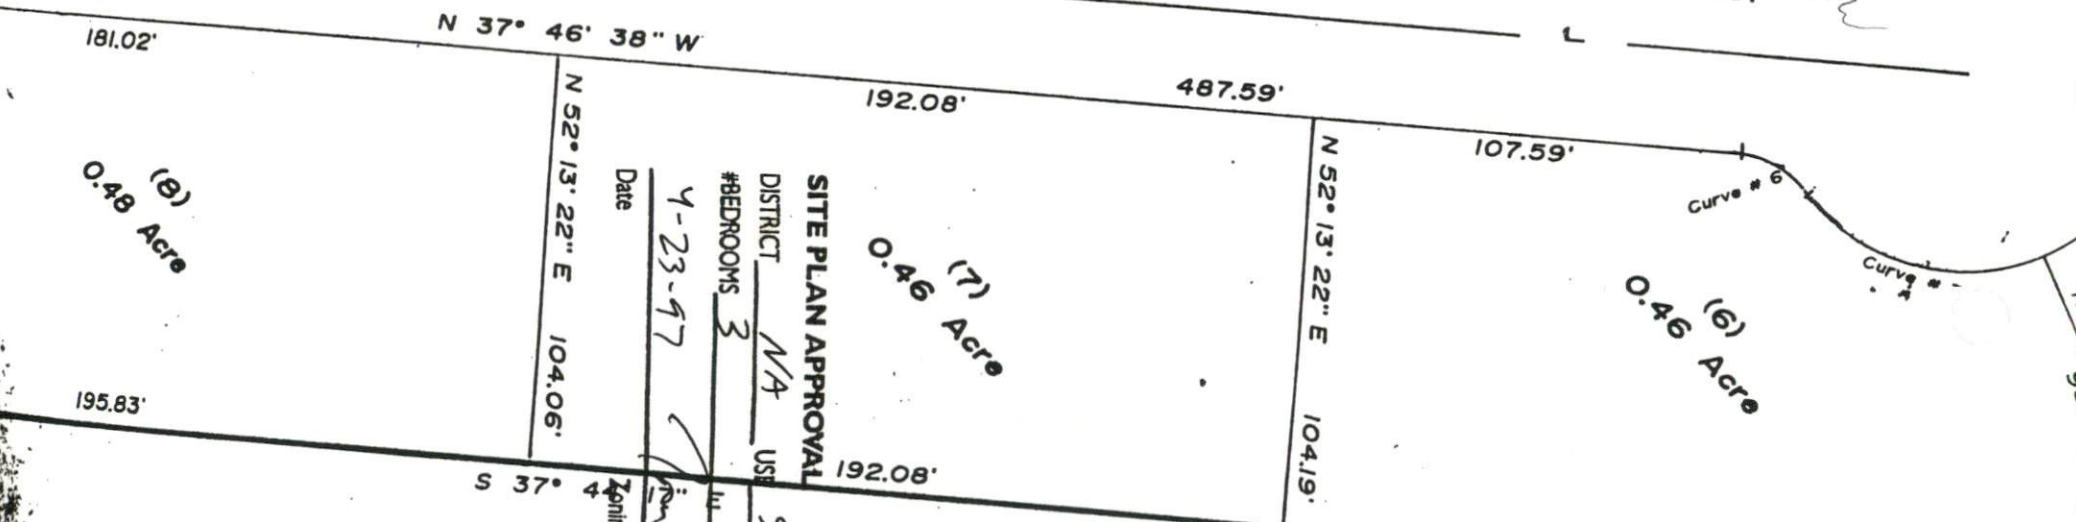 N 37° 46' 38" W
181.02'
192.08'
487.59'
107.59'
L
(8)
0.48 Acre
N 52° 13' 22" E 104.06'
SITE PLAN APPROVAL
DISTRICT N/A USE
#BEDROOMS 3
4-23-97
Date
(7)
0.46 Acre
N 52° 13' 22" E 104.19'
Curve # 6
Curve #
(6)
0.46 Acre
195.83'
S 37°
192.08'